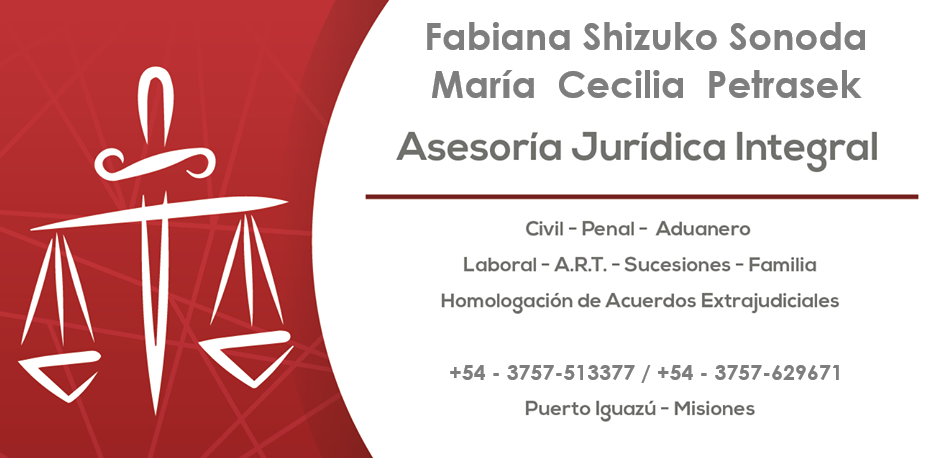 Fabiana Shizuko Sonoda
María Cecilia Petrasek
Asesoría Jurídica Integral
Civil - Penal - Aduanero
Laboral - A.R.T. - Sucesiones - Familia
Homologación de Acuerdos Extrajudiciales
+54 - 3757-513377 / +54 - 3757-629671
Puerto Iguazú - Misiones